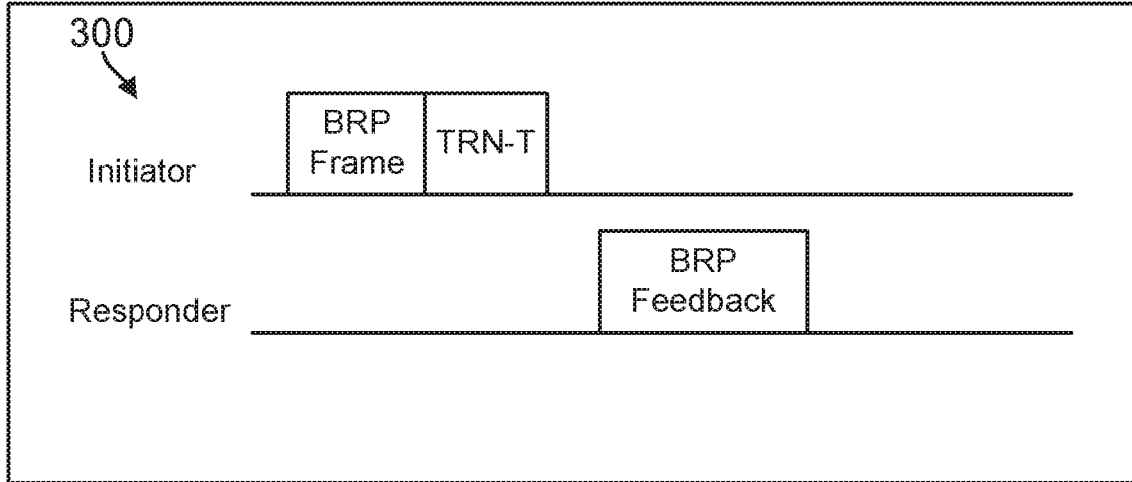 300
BRP
Frame
TRN-T
Initiator
BRP
Feedback
Responder